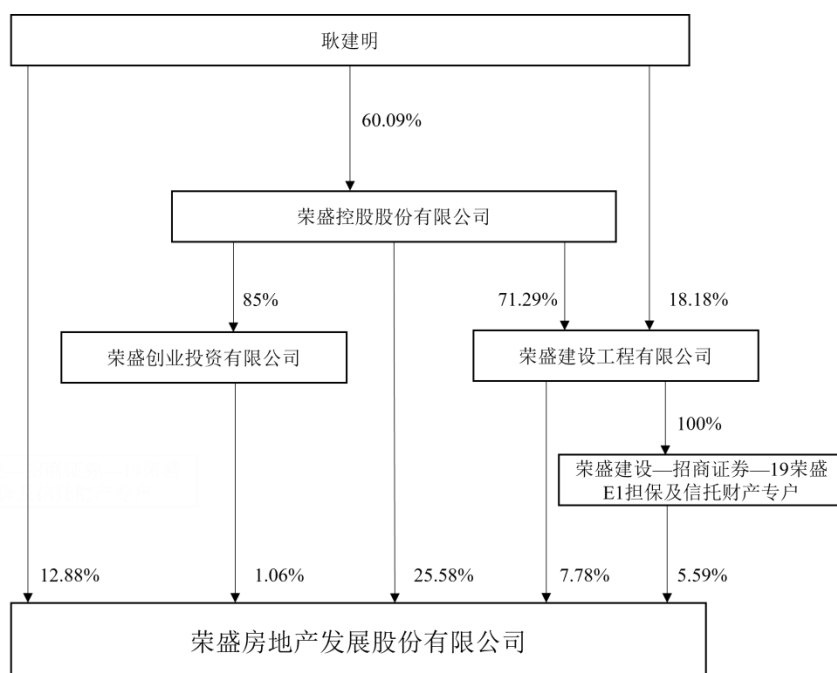 耿建明
60.09%
荣盛控股股份有限公司
85%
71.29%
18.18%
荣盛创业投资有限公司
荣盛建设工程有限公司
100%
荣盛建设—招商证券—19荣盛
E1担保及信托财产专户
12.88%
1.06%
25.58%
7.78%
5.59%
荣盛房地产发展股份有限公司